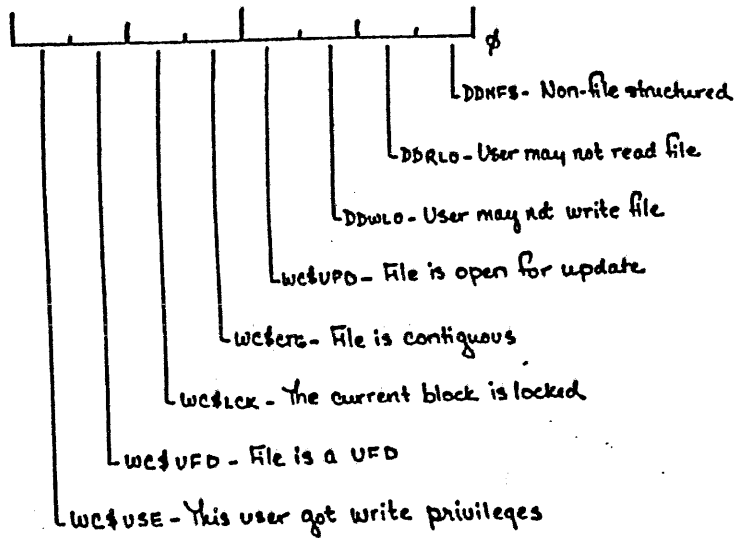 ø
DDNFS - Non-file structured
DDRLO - User may not read file
DDWLO - User may not write file
WC$UPD - File is open for update
WC$CTG - File is contiguous
WC$LCK - The current block is locked
WC$UFD - File is a UFD
WC$USE - This user got write privileges